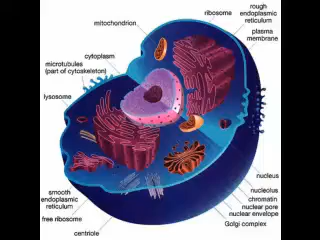 ribosome
rough
endoplasmic
reticulum
mitochondrion
plasma
membrane
cytoplasm
microtubules
(part of cytoskeleton)
lysosome
nucleus
nucleolus
chromatin
nuclear pore
nuclear envelope
Golgi complex
smooth
endoplasmic
reticulum
free ribosome
centriole